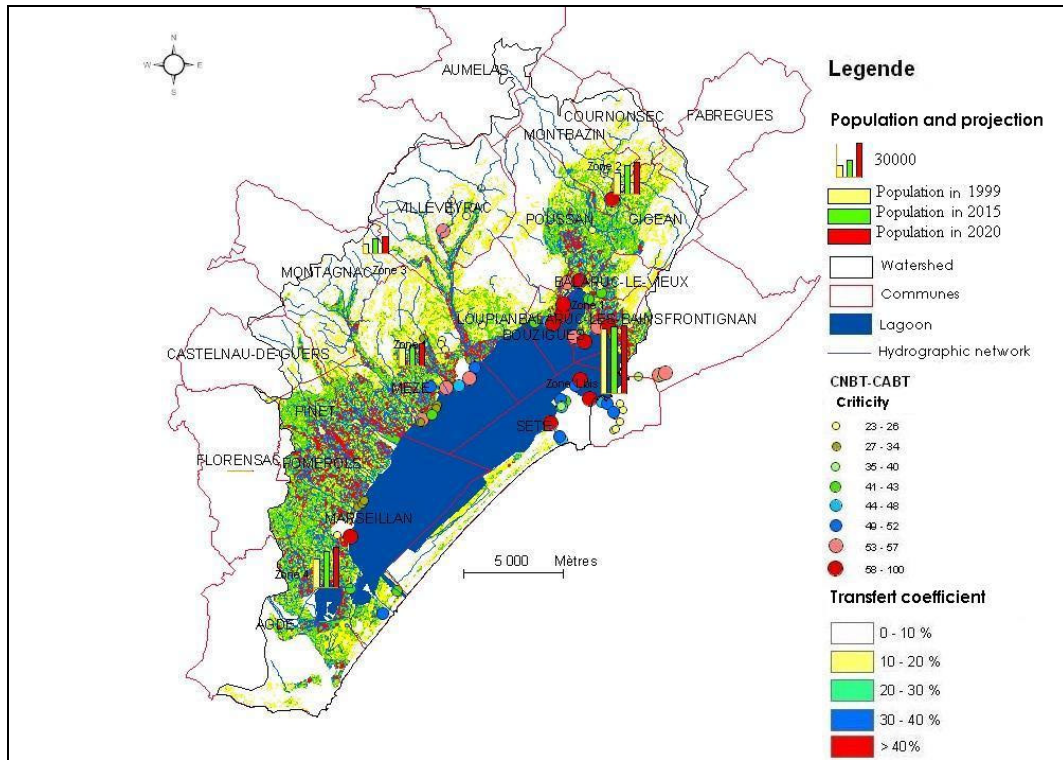 N
W E
S
AUMELAS
COURNONSEC
FABREGUES
MONTBAZIN
Zone 2
VILLEVEYRAC
POUSSAN
GIGEAN
MONTAGNAC
Zone 3
BALARUC-LE-VIEUX
LOUPIAN
BALARUC-LES-BAINS
FRONTIGNAN
BOUZIGUES
CASTELNAU-DE-GUERS
MEZE
PINET
Zone 1 bis
SETE
FLORENSAC
POMEROLS
MARSEILLAN
5 000 Mètres
AGDE
Legende
Population and projection
30000
Population in 1999
Population in 2015
Population in 2020
Watershed
Communes
Lagoon
Hydrographic network
CNBT-CABT
Criticity
23 - 26
27 - 34
35 - 40
41 - 43
44 - 48
49 - 52
53 - 57
58 - 100
Transfert coefficient
0 - 10 %
10 - 20 %
20 - 30 %
30 - 40 %
> 40%